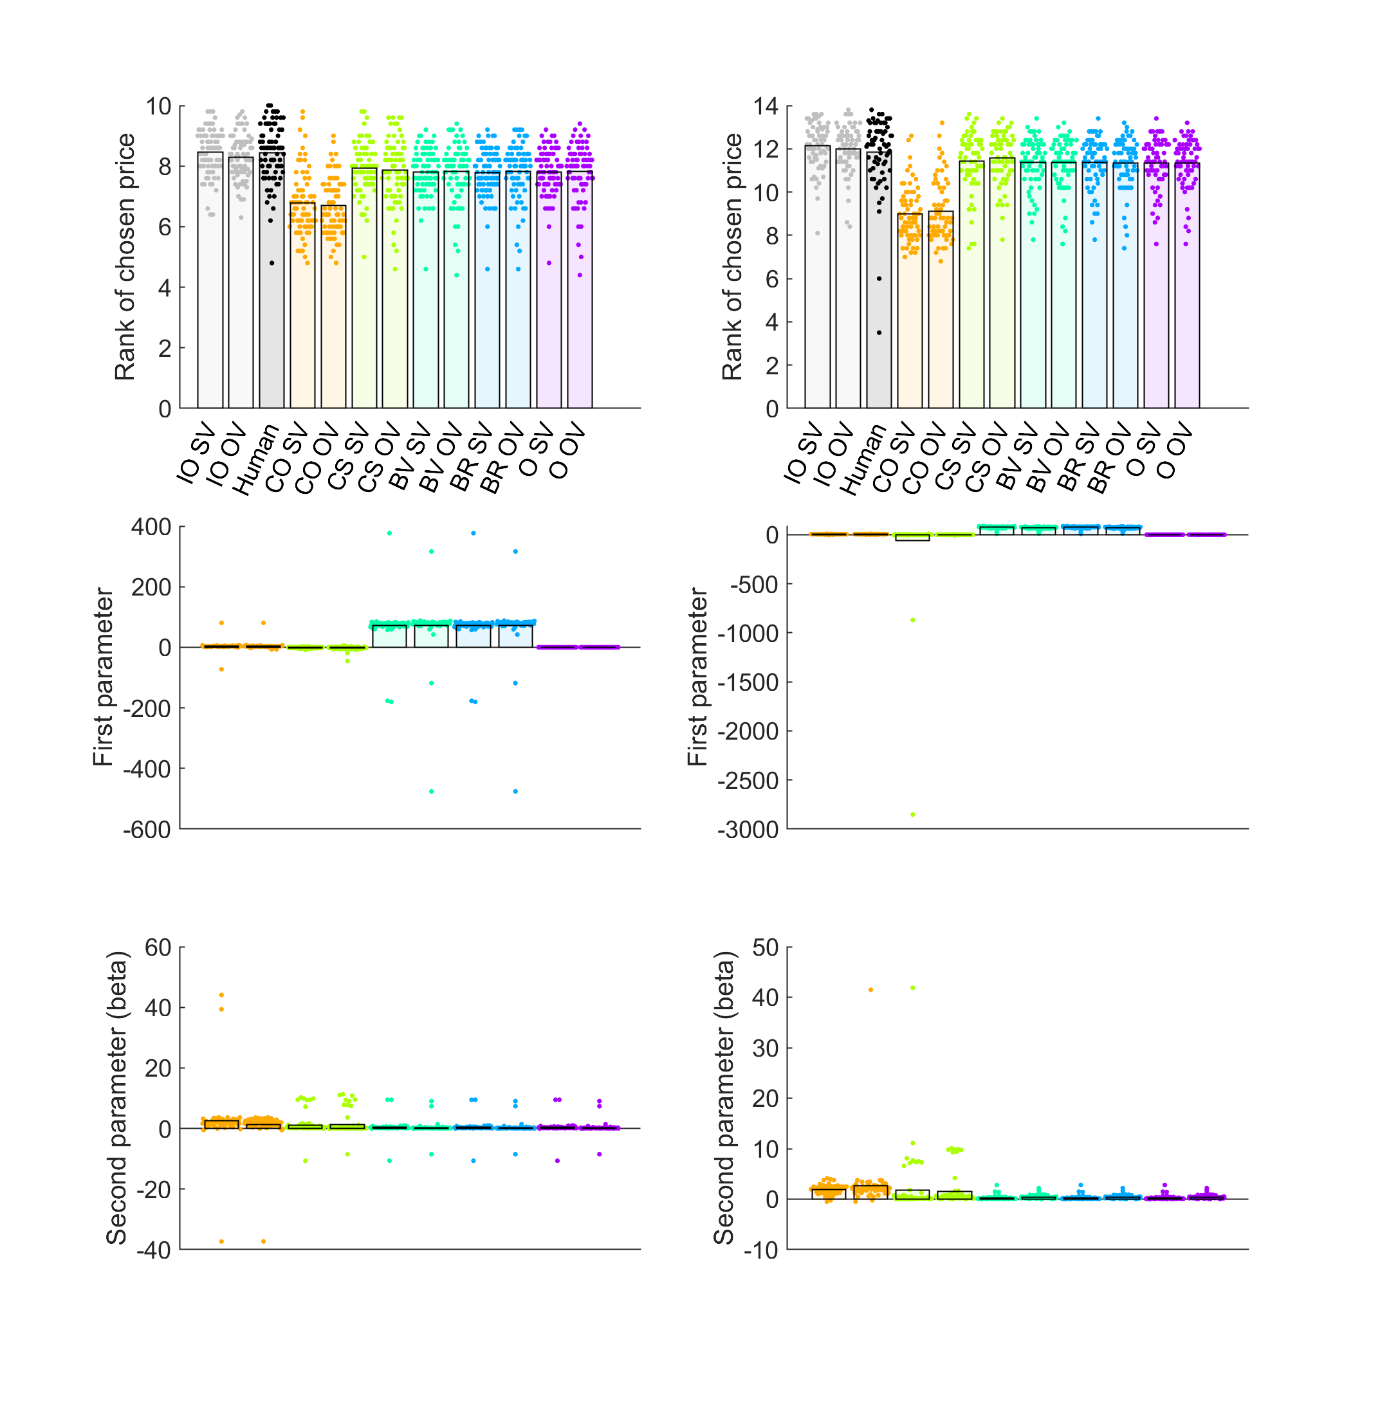 10
8
6
4
2
0
Rank of chosen price
IO SV
IO OV
Human
CO SV
CO OV
CS SV
CS OV
BV SV
BV OV
BR SV
BR OV
O SV
O OV
14
12
10
8
6
4
2
0
Rank of chosen price
IO SV
IO OV
Human
CO SV
CO OV
CS SV
CS OV
BV SV
BV OV
BR SV
BR OV
O SV
O OV
400
200
0
-200
-400
-600
First parameter
0
-500
-1000
-1500
-2000
-2500
-3000
First parameter
60
40
20
0
-20
-40
Second parameter (beta)
50
40
30
20
10
0
-10
Second parameter (beta)